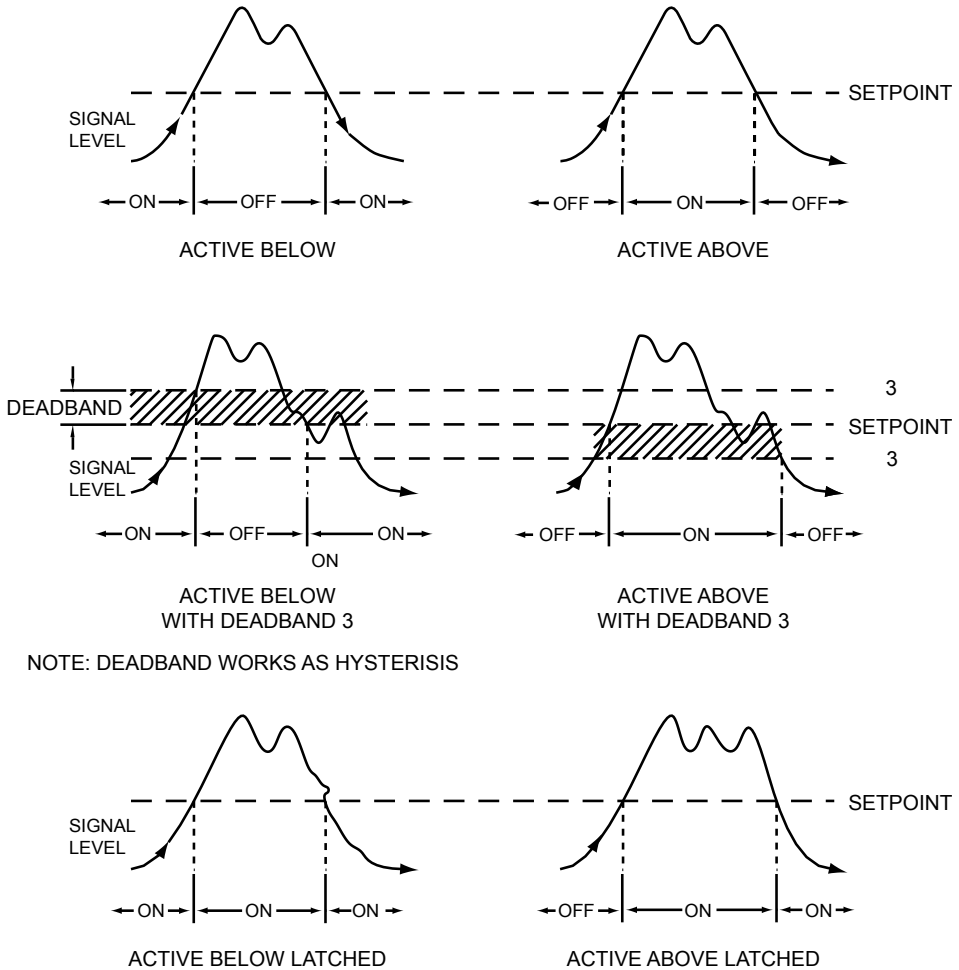 SETPOINT
SIGNAL
LEVEL
ON OFF ON
OFF ON OFF
ACTIVE BELOW
ACTIVE ABOVE
3
DEADBAND
SETPOINT
3
SIGNAL
LEVEL
ON OFF ON
OFF ON OFF
ON
ACTIVE BELOW
WITH DEADBAND 3
ACTIVE ABOVE
WITH DEADBAND 3
NOTE: DEADBAND WORKS AS HYSTERISIS
SETPOINT
SIGNAL
LEVEL
ON ON ON
OFF ON OFF
ACTIVE BELOW LATCHED
ACTIVE ABOVE LATCHED